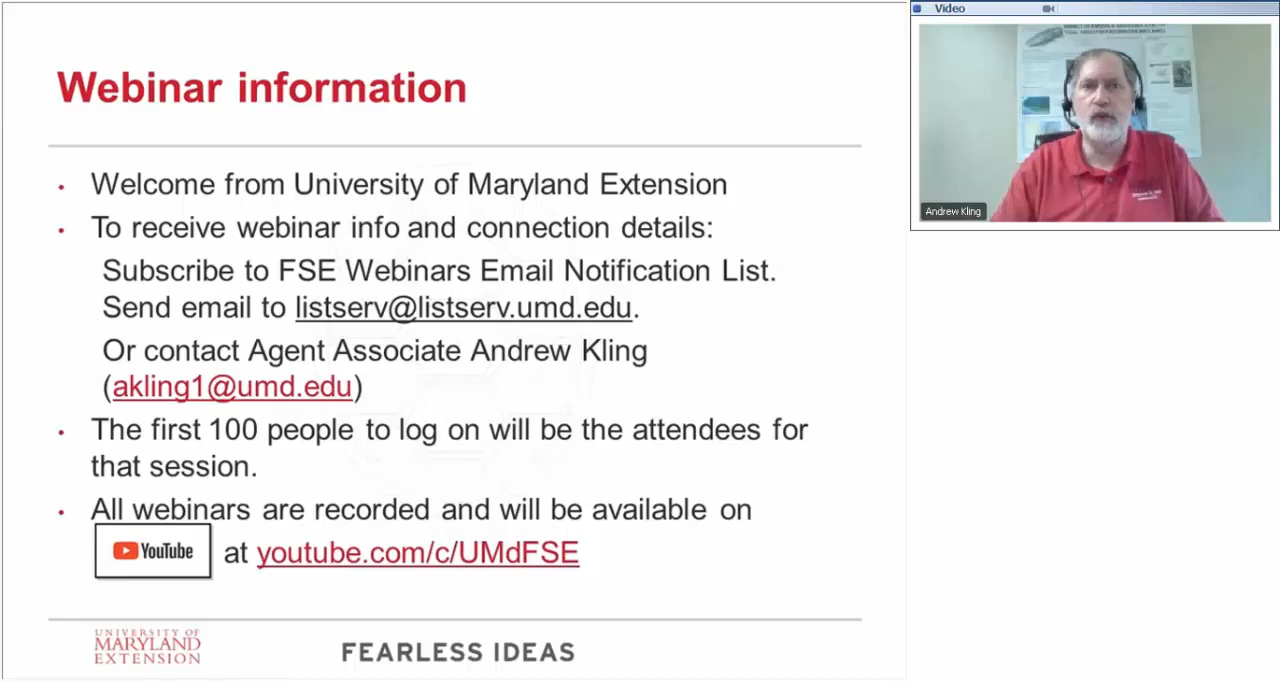 Video
Webinar information
• Welcome from University of Maryland Extension
• To receive webinar info and connection details:
Subscribe to FSE Webinars Email Notification List.
Send email to listserv@listserv.umd.edu.
Or contact Agent Associate Andrew Kling
(akling1@umd.edu)
• The first 100 people to log on will be the attendees for
that session.
• All webinars are recorded and will be available on
YouTube at youtube.com/c/UMdFSE
UNIVERSITY OF
MARYLAND
EXTENSION
FEARLESS IDEAS
Andrew Kling